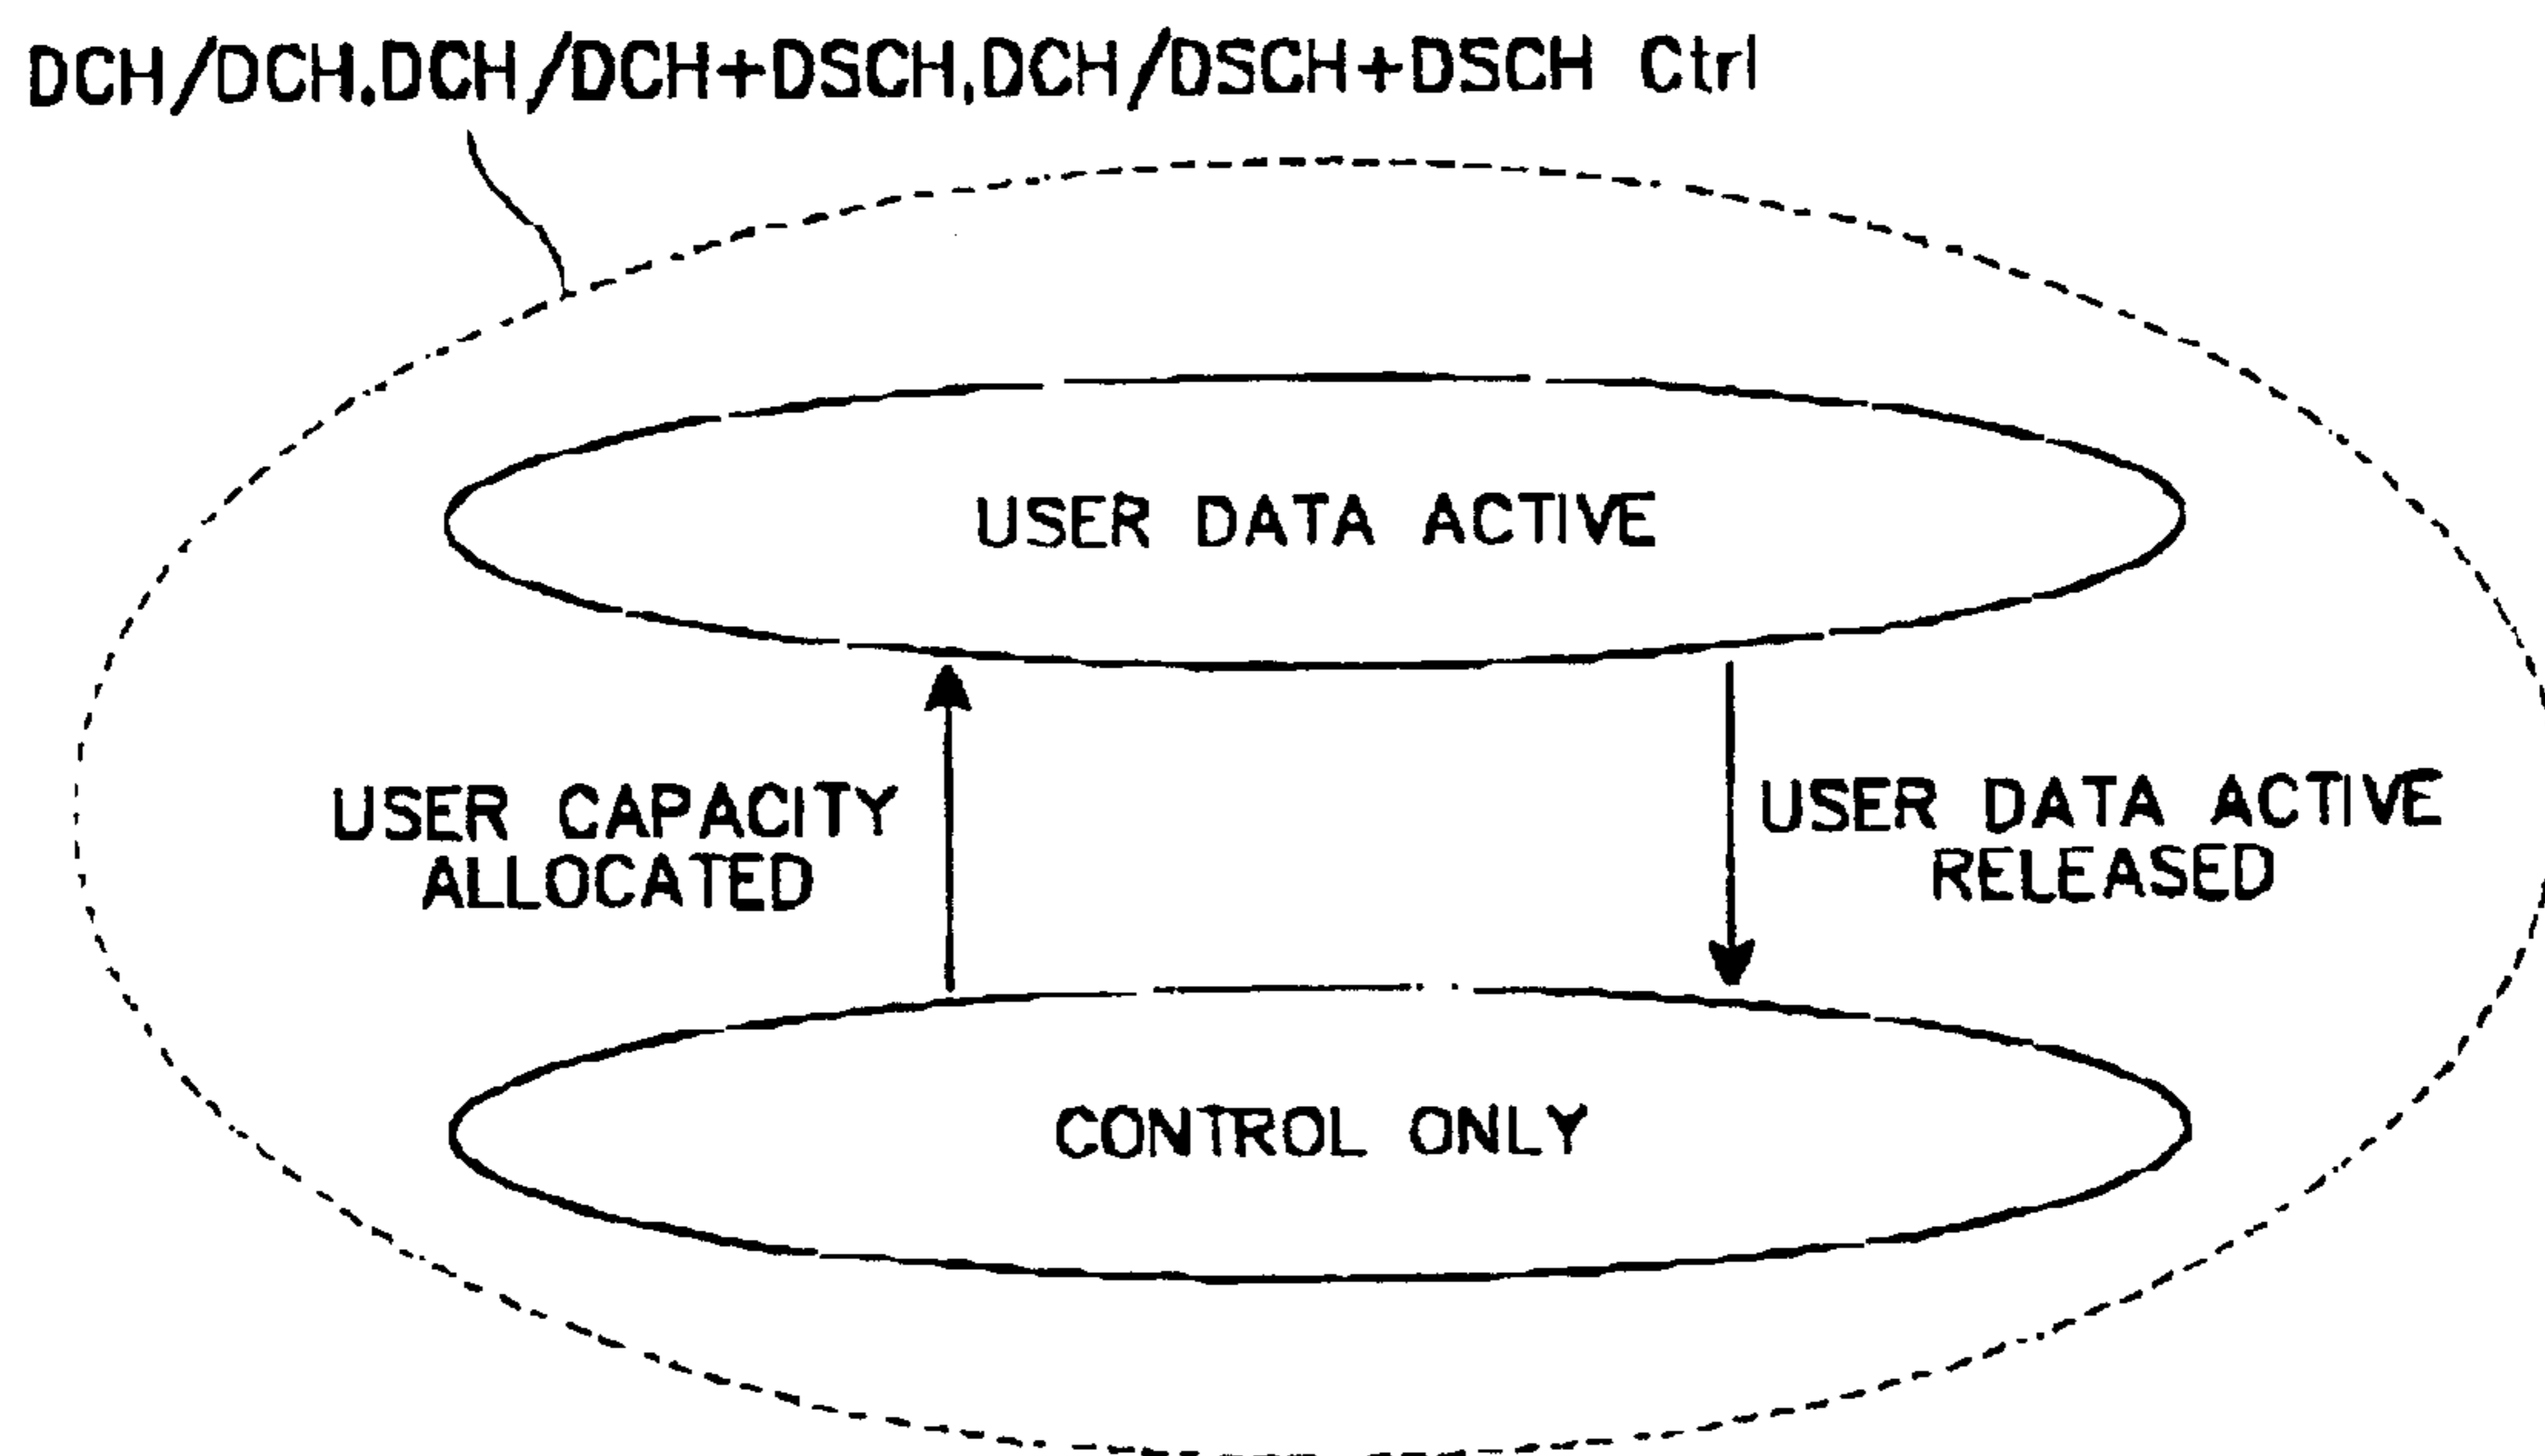 DCH/DCH.DCH/DCH+DSCH,DCH/DSCH+DSCH Ctrl
USER DATA ACTIVE
USER CAPACITY
ALLOCATED
USER DATA ACTIVE
RELEASED
CONTROL ONLY